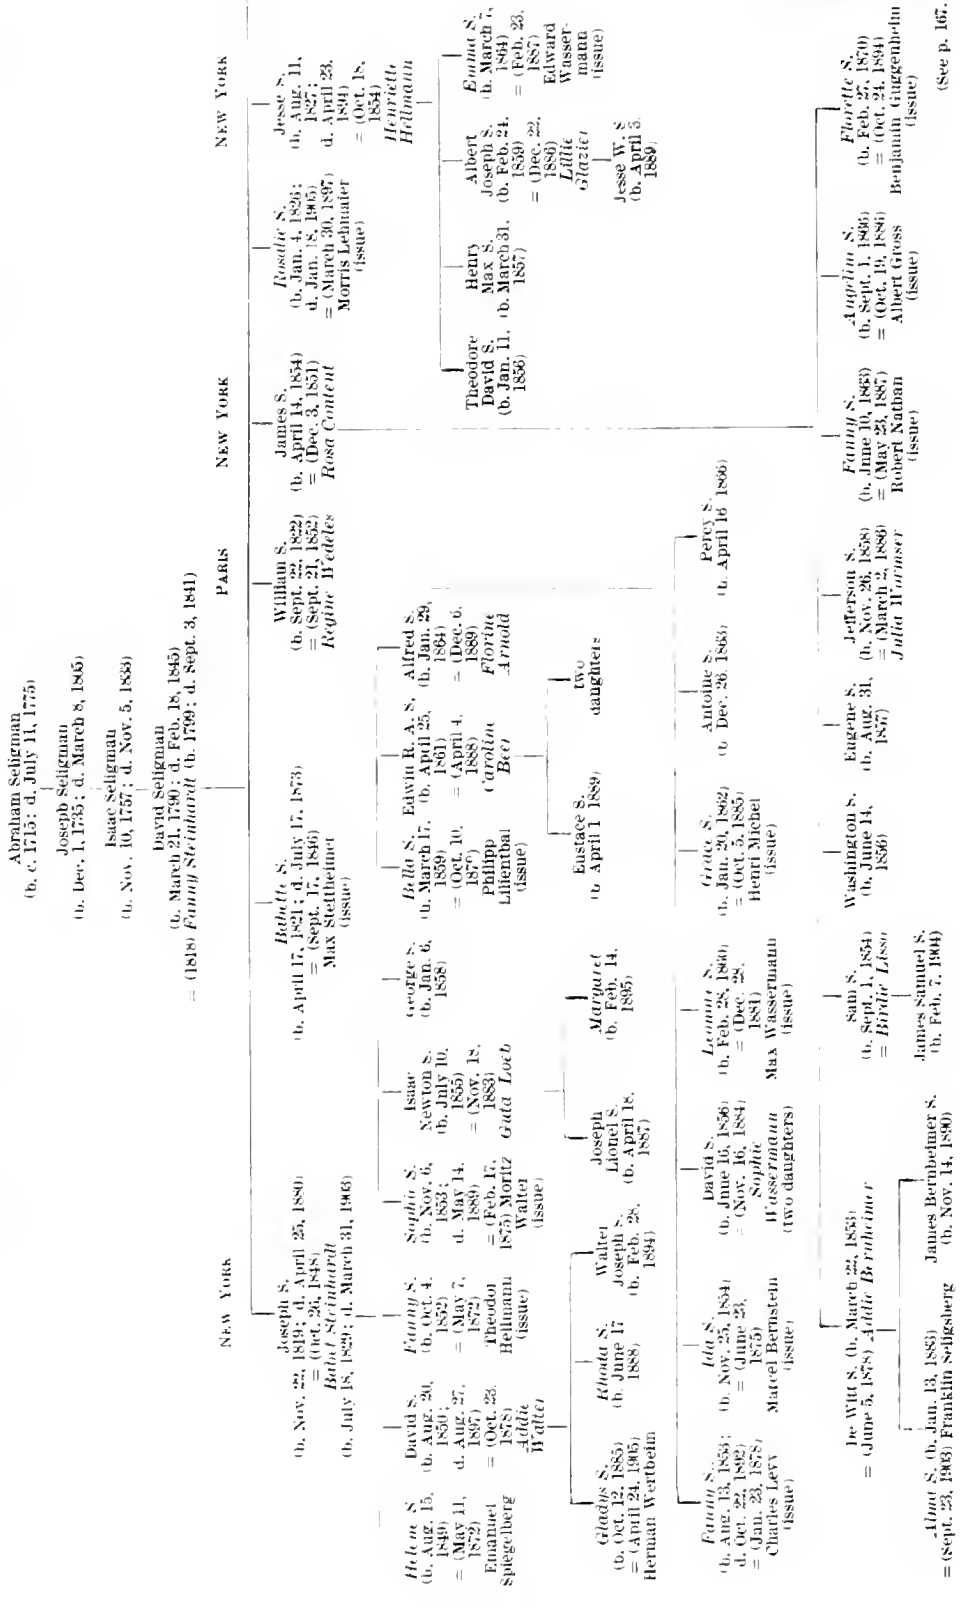 Abraham Seligman
(b. c. 1715; d. July 11, 1775)
Joseph Seligman
(b. Dec. 1, 1735; d. March 8, 1805)
Isaac Seligman
(b. Nov. 10, 1757; d. Nov. 5, 1833)
David Seligman
(b. March 21, 1790; d. Feb. 18, 1845)
= (1818) Fanny Steinhardt (b. 1799; d. Sept. 3, 1841)
NEW YORK
PARIS
NEW YORK
NEW YORK
Joseph S.
(b. Nov. 22, 1819; d. April 25, 1880)
= (Oct. 26, 1848)
Babet Steinhardt
(b. July 18, 1829; d. March 31, 1903)
Babette S.
(b. April 17, 1821; d. July 17, 1873)
= (Sept. 17, 1846)
Max Stettheimer
(issue)
William S.
(b. Sept. 22, 1822)
= (Sept. 21, 1852)
Regine Wedeles
James S.
(b. April 14, 1854)
= (Dec. 3, 1851)
Rosa Content
Rosalie S.
(b. Jan. 4, 1826;
d. Jan. 18, 1905)
= (March 30, 1897)
Morris Lehmaier
(issue)
Jesse S.
(b. Aug. 11,
1827;
d. April 23,
1894)
= (Oct. 18,
1854)
Henriette
Hellmann
Helene S.
(b. Aug. 15,
1849)
= (May 11,
1872)
Emanuel
Spiegelberg
David S.
(b. Aug. 20,
1850;
d. Aug. 27,
1897)
= (Oct. 23,
1878)
Addie
Walter
Fanny S.
(b. Oct. 4,
1852)
= (May 7,
1872)
Theodor
Hellmann
(issue)
Sophie S.
(b. Nov. 6,
1853;
d. May 14,
1889)
= (Feb. 17,
1875) Moritz
Walter
(issue)
Isaac
Newton S.
(b. July 10,
1855)
= (Nov. 18,
1883)
Guta Loeb
George S.
(b. Jan. 6,
1858)
Bella S.
(b. March 17,
1859)
= (Oct. 10,
Philipp
Lilienthal
(issue)
Edwin R. A. S.
(b. April 25,
1861)
= (April 4,
1888)
Caroline
Beer
Alfred S.
(b. Jan. 29,
1864)
= (Dec. 6,
1889)
Florine
Arnold
Theodore
David S.
(b. Jan. 11,
1856)
Henry
Max S.
(b. March 31,
1857)
Albert
Joseph S.
(b. Feb. 24,
1859)
= (Dec. 22,
1886)
Lillie
Glazier
Jesse W. S
(b. April 3.
1889)
Emma S.
(b. March 7,
1864)
= (Feb. 23,
1887)
Edward
Wasser-
mann
(issue)
Gladys S.
(b. Oct. 12, 1885)
= (April 24, 1905)
Herman Wertheim
Rhoda S.
(b. June 17
1888)
Walter
Joseph S.
(b. Feb. 28,
1894)
Joseph
Lionel S.
(b. April 18,
1887)
Margaret
(b. Feb. 14,
1895)
Eustace S.
(b April 1 1889)
two
daughters
Fanny S.
(b. Aug. 13, 1853;
d. Oct. 22, 1892)
= (Jan. 23, 1878)
Charles Levy
(issue)
Ida S.
(b. Nov. 25, 1854)
= (June 23,
1875)
Marcel Bernstein
(issue)
David S.
(b. June 16, 1856)
= (Nov. 16, 1884)
Sophie
Wassermann
(two daughters)
Leonore S.
(b. Feb. 28, 1860)
= (Dec. 28,
1881)
Max Wassermann
(issue)
Grace S.
(b. Jan. 20, 1862)
= (Oct. 5, 1885)
Henri Michel
(issue)
Antoine S.
(b Dec. 26, 1863)
Percy S.
(b. April 16 1866)
De Witt S. (b. March 22, 1853)
= (June 5, 1878) Addie Bernheimer
Sam S.
(b. Sept. 1, 1854)
= Birdie Lisso
Washington S.
(b. June 14,
1856)
Eugene S.
(b. Aug. 31,
1857)
Jefferson S.
(b. Nov. 26, 1858)
= (March 2, 1886)
Julia Wormser
Fanny S.
(b. June 10, 1863)
= (May 23, 1887)
Robert Nathan
(issue)
Angeline S.
(b. Sept. 1, 1866)
= (Oct. 19, 1886)
Albert Gross
(issue)
Florette S.
(b. Feb. 27, 1870)
= (Oct. 24, 1894)
Benjamin Guggenheim
(issue)
Alma S. (b. Jan. 13, 1883)
= (Sept. 23, 1903) Franklin Seligsberg
James Bernheimer S.
(b. Nov. 14, 1890)
James Samuel S.
(b. Feb. 7, 1904)
(See p. 167.